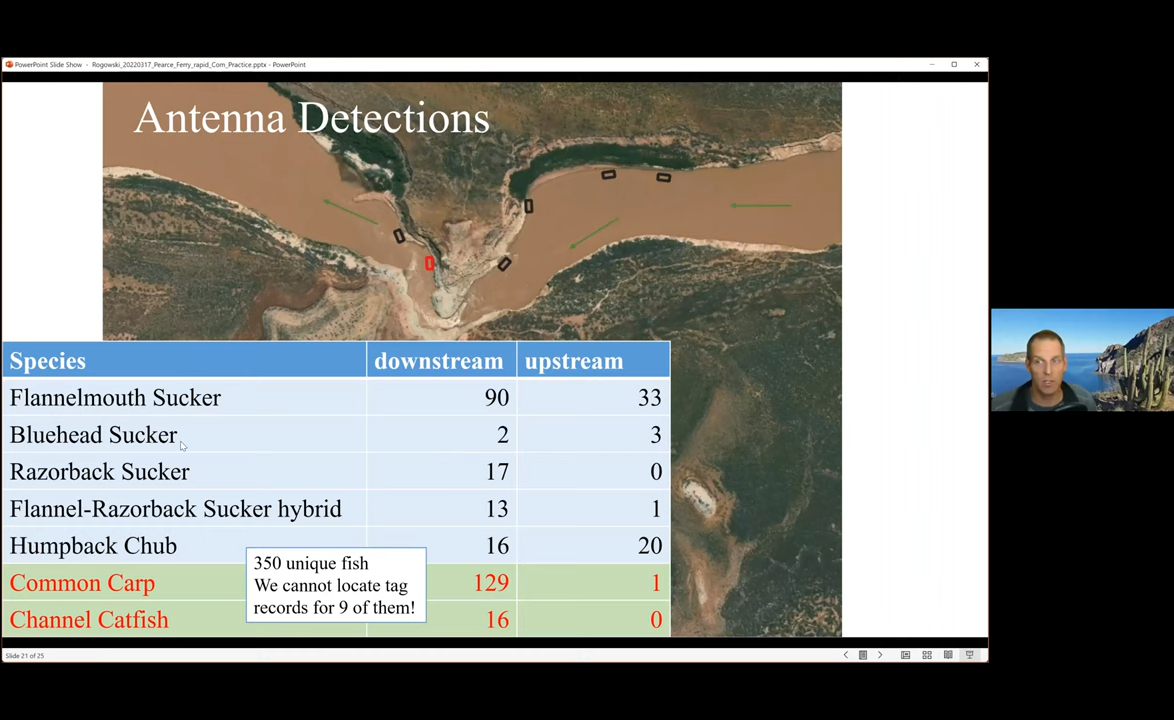 PowerPoint Slide Show - Rogowski_20220317_Pearce_Ferry_rapid_Com_Practice.pptx - PowerPoint
Antenna Detections
Species downstream upstream
Flannelmouth Sucker 90 33
Bluehead Sucker 2 3
Razorback Sucker 17 0
Flannel-Razorback Sucker hybrid 13 1
Humpback Chub 16 20
Common Carp 129 1
Channel Catfish 16 0
350 unique fish
We cannot locate tag
records for 9 of them!
Slide 21 of 25